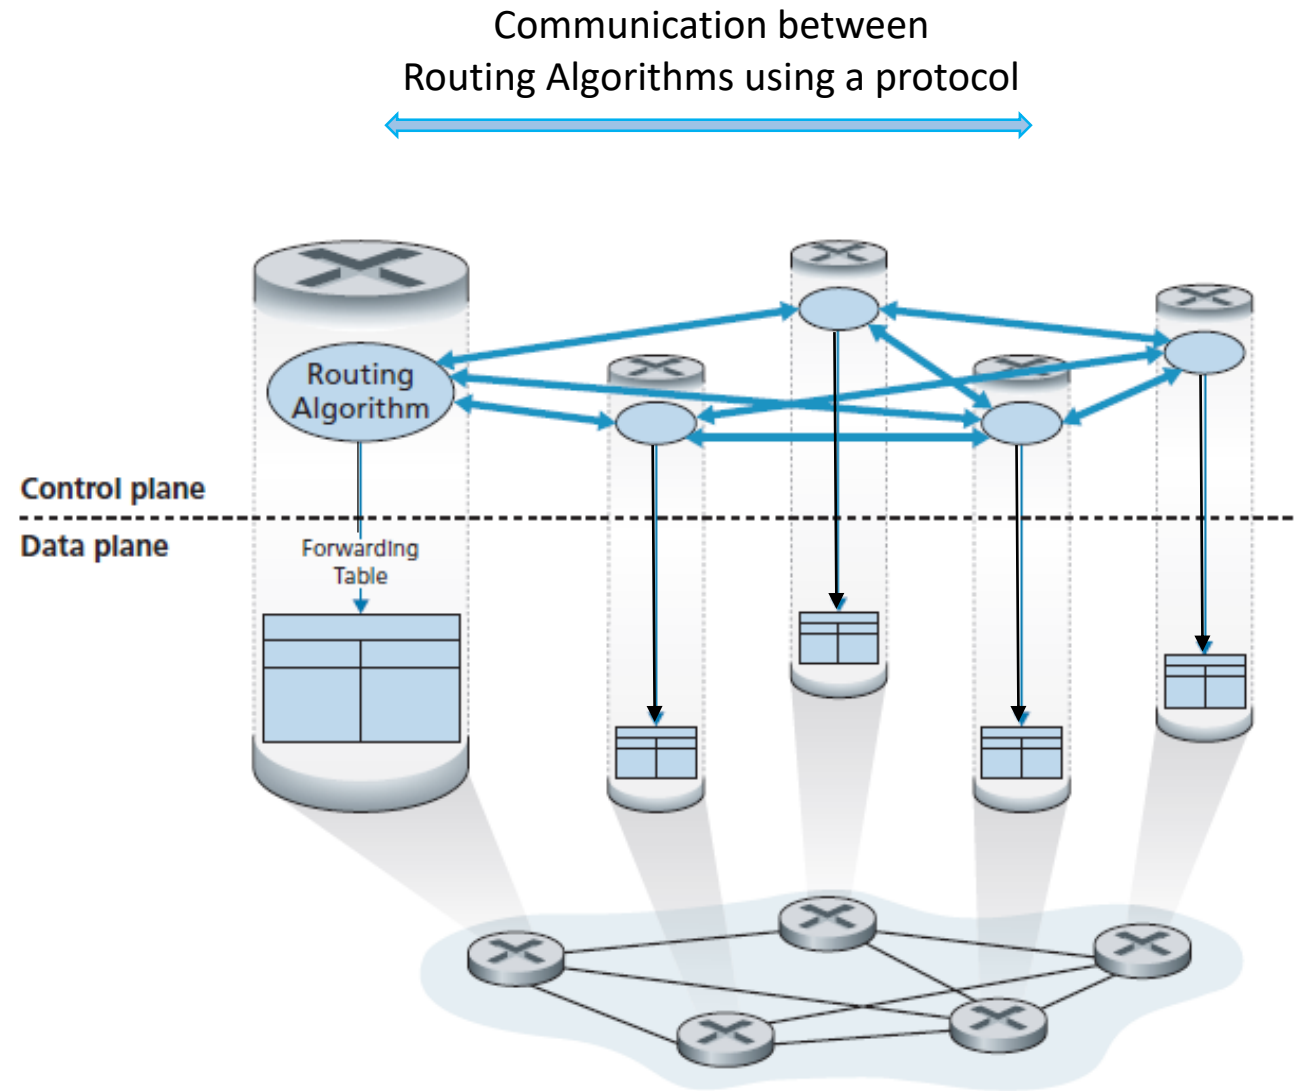 Communication between
Routing Algorithms using a protocol
Routing
Algorithm
Control plane
Data plane
Forwarding
Table